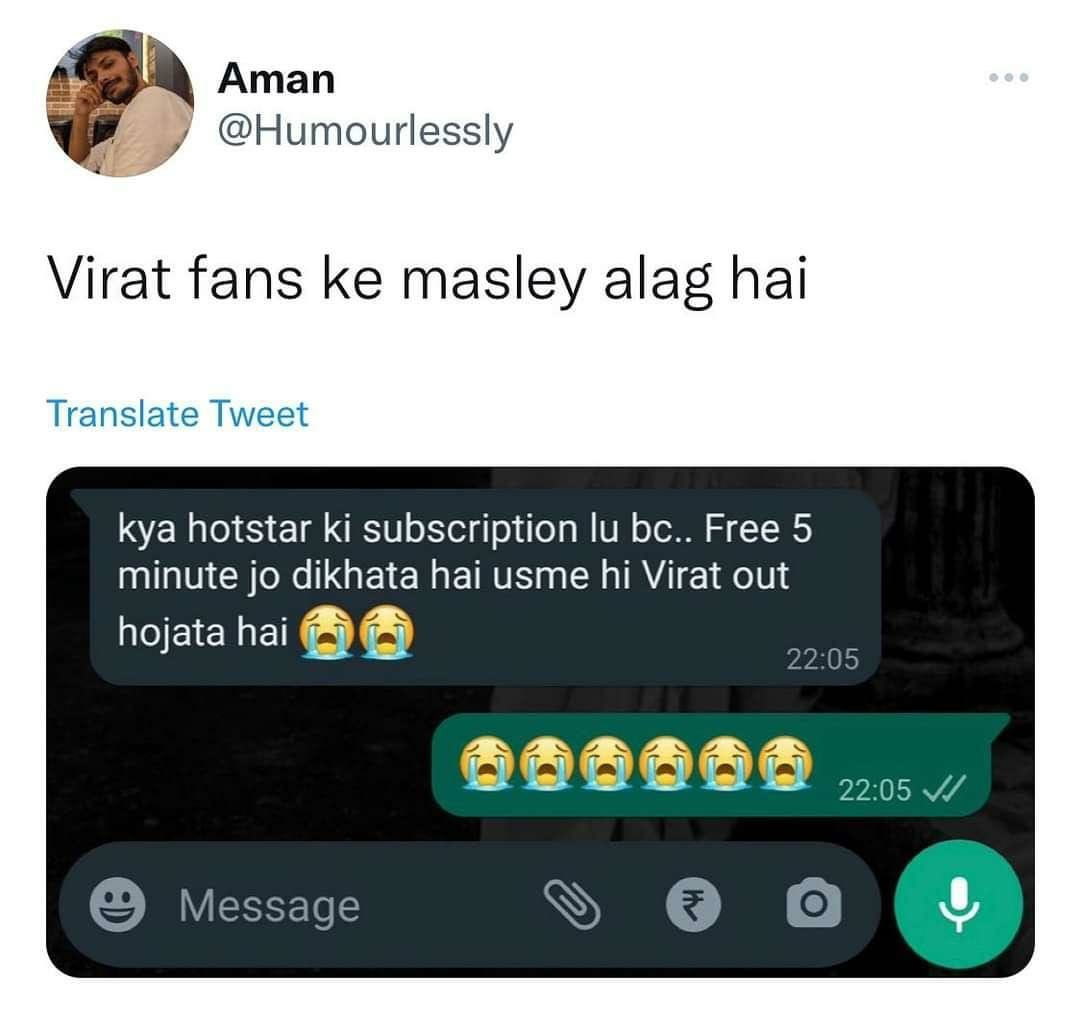 Aman
@Humourlessly
Virat fans ke masley alag hai
Translate Tweet
kya hotstar ki subscription lu bc.. Free 5
minute jo dikhata hai usme hi Virat out
hojata hai 😭😭
22:05
😭😭😭😭😭😭
22:05
Message